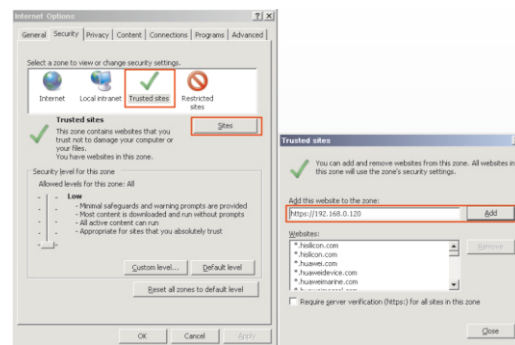 Internet Options
General Security Privacy Content Connections Programs Advanced
Select a zone to view or change security settings.
Internet Local intranet Trusted sites Restricted
sites
Trusted sites
This zone contains websites that you
trust not to damage your computer or
your files.
You have websites in this zone.
Sites
Security level for this zone
Allowed levels for this zone: All
Low
- Minimal safeguards and warning prompts are provided
- Most content is downloaded and run without prompts
- All active content can run
- Appropriate for sites that you absolutely trust
Custom level... Default level
Reset all zones to default level
OK Cancel Apply
Trusted sites
You can add and remove websites from this zone. All websites in
this zone will use the zone's security settings.
Add this website to the zone:
https://192.168.0.120 Add
Websites:
*.hisilicon.com Remove
*.hisilicon.com
*.huawei.com
*.huaweidevice.com
*.huaweimarine.com
Require server verification (https:) for all sites in this zone
Close